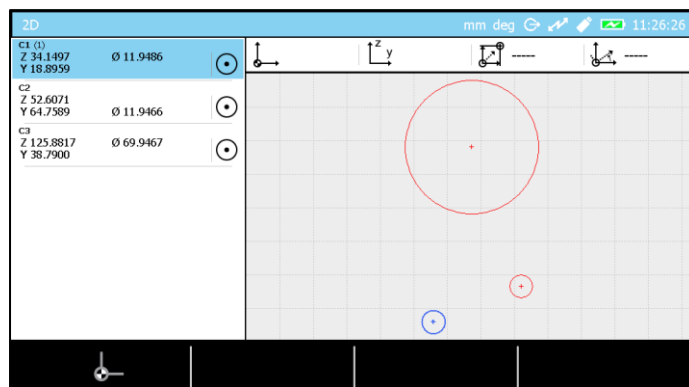 2D mm deg 11:26:26
C1 (1)
Z 34.1497 Ø 11.9486
Y 18.8959
C2
Z 52.6071
Y 64.7589 Ø 11.9466
C3
Z 125.8817 Ø 69.9467
Y 38.7900
z
y
-----
-----